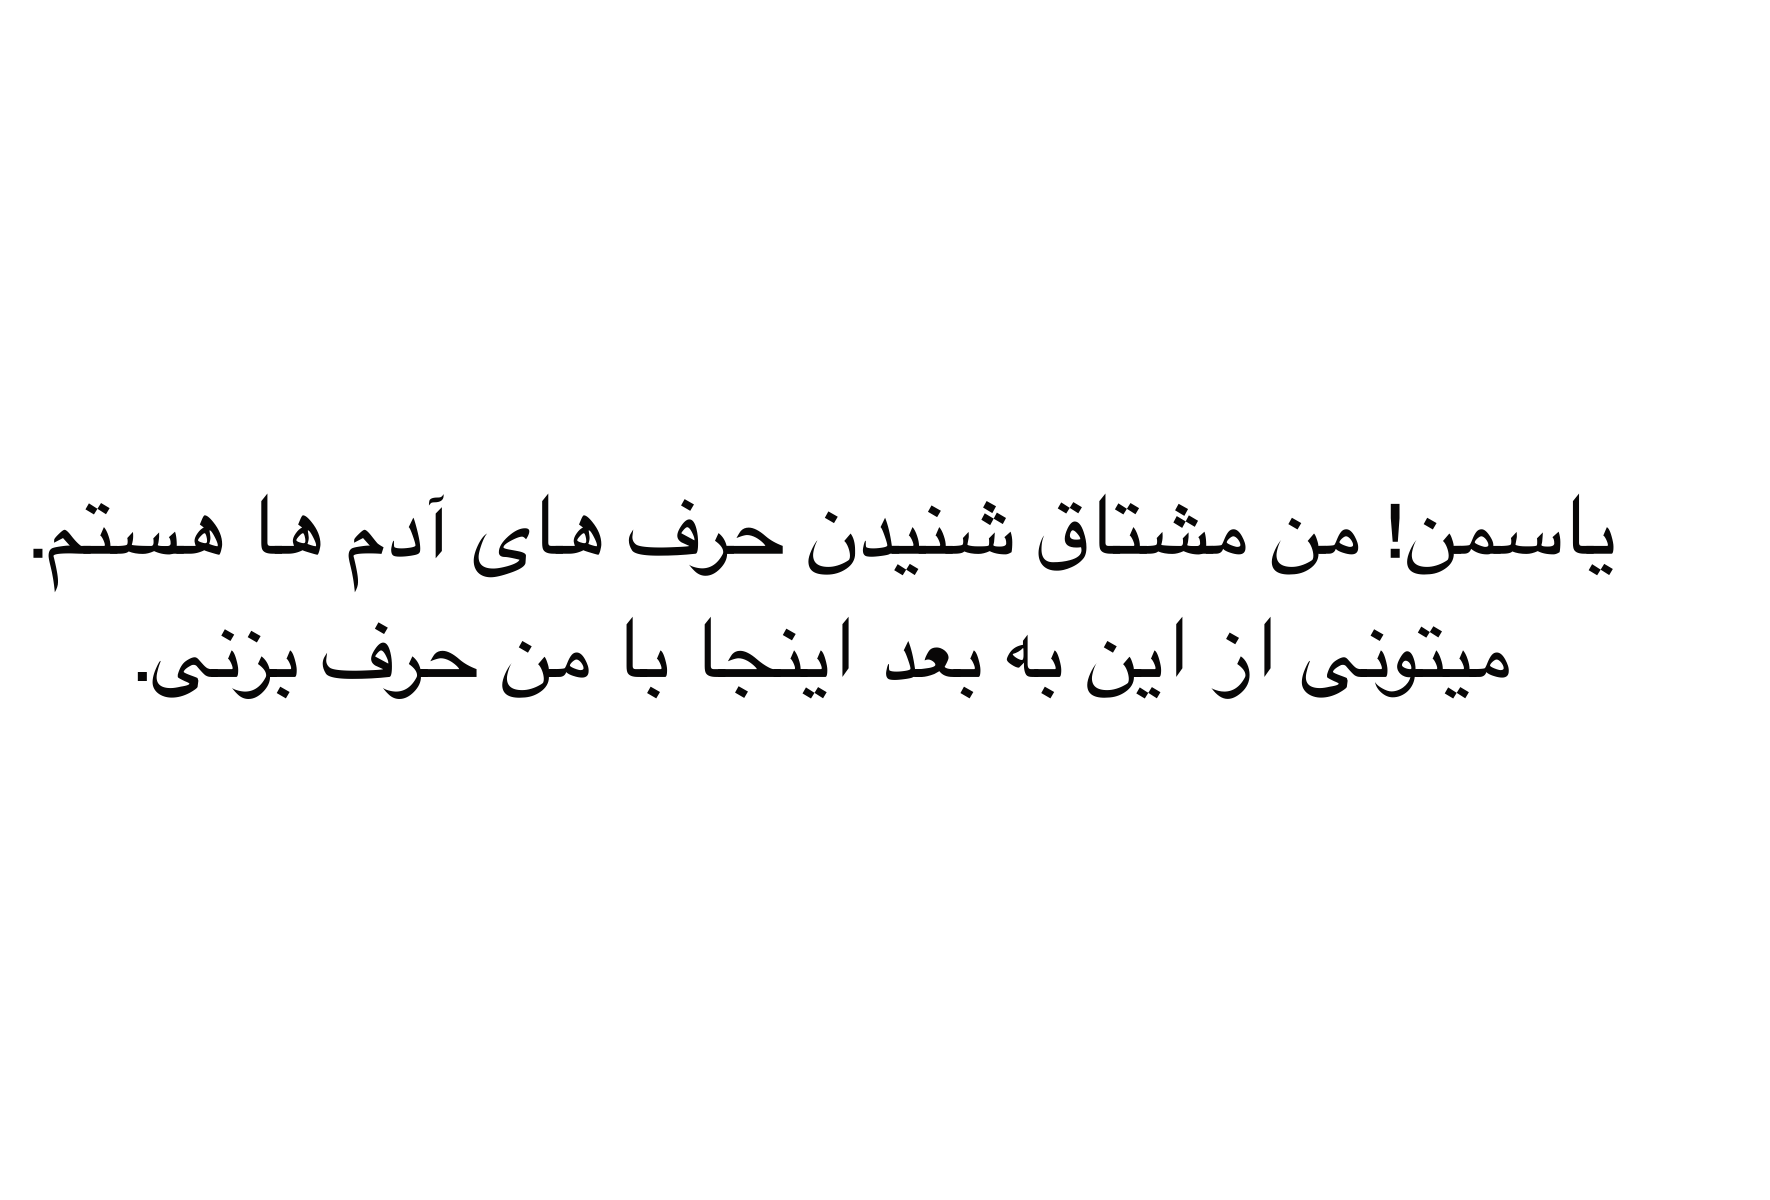 یاسمن! من مشتاق شنیدن حرف های آدم ها هستم.
میتونی از این به بعد اینجا با من حرف بزنی.